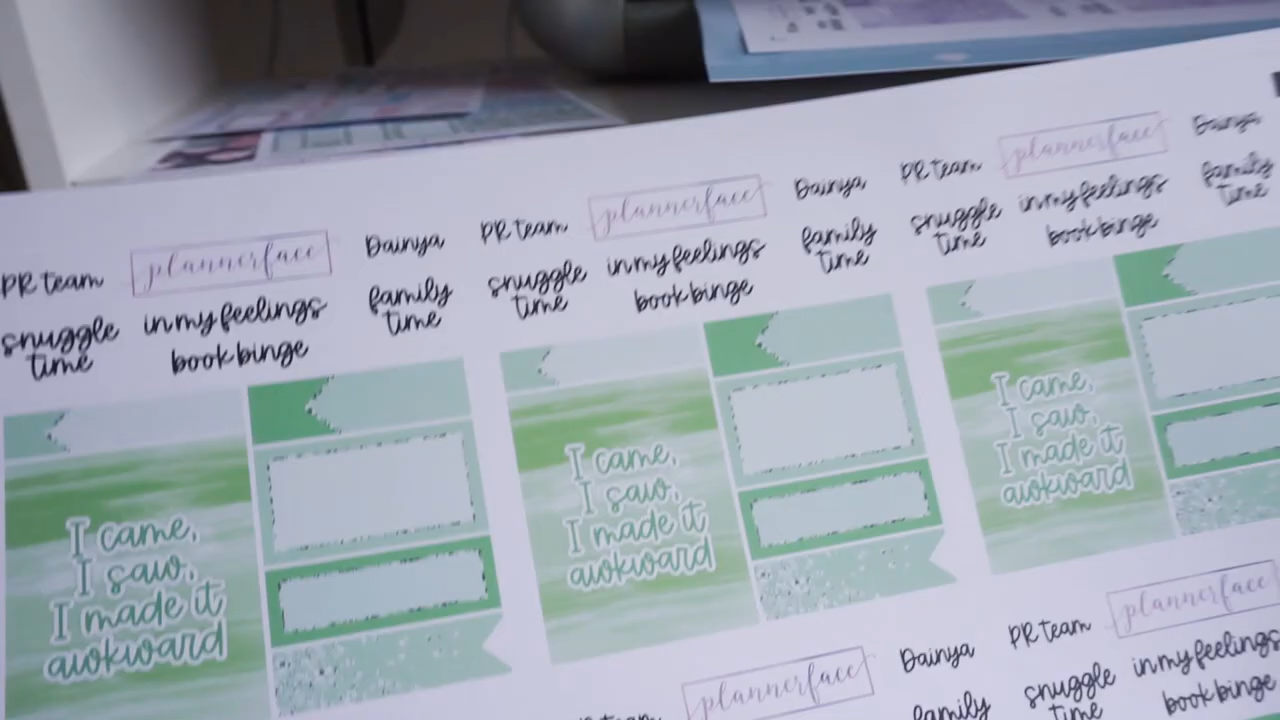 PR team
plannerface
Dainya
snuggle
time
in my feelings
book binge
family
time
I came,
I saw,
I made it
awkward
PR team
plannerface
Dainya
snuggle
time
in my feelings
book binge
family
time
I came,
I saw,
I made it
awkward
PR team
plannerface
Dainya
snuggle
time
in my feelings
book binge
family
time
I came,
I saw,
I made it
awkward
plannerface
Dainya
family
PR team
plannerface
snuggle
time
in my feelings
book binge